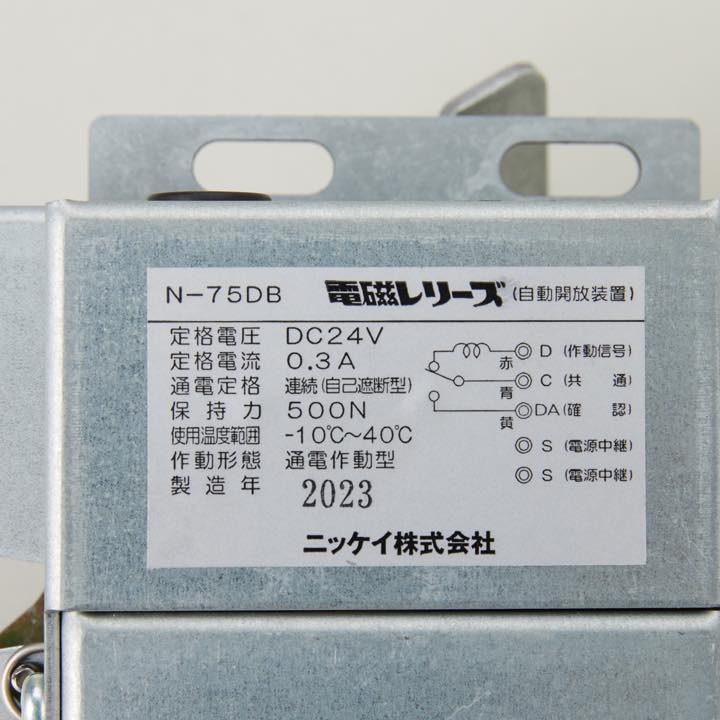 N-75DB 電磁レリーズ (自動開放装置)
定格電圧 DC24V
定格電流 0.3A
通電定格 連続(自己遮断型)
保持力 500N
使用温度範囲 -10℃~40℃
作動形態 通電作動型
製造年 2023
赤 ◎ D (作動信号)
青 ◎ C (共通)
黄 ◎ DA (確認)
◎ S (電源中継)
◎ S (電源中継)
ニッケイ株式会社